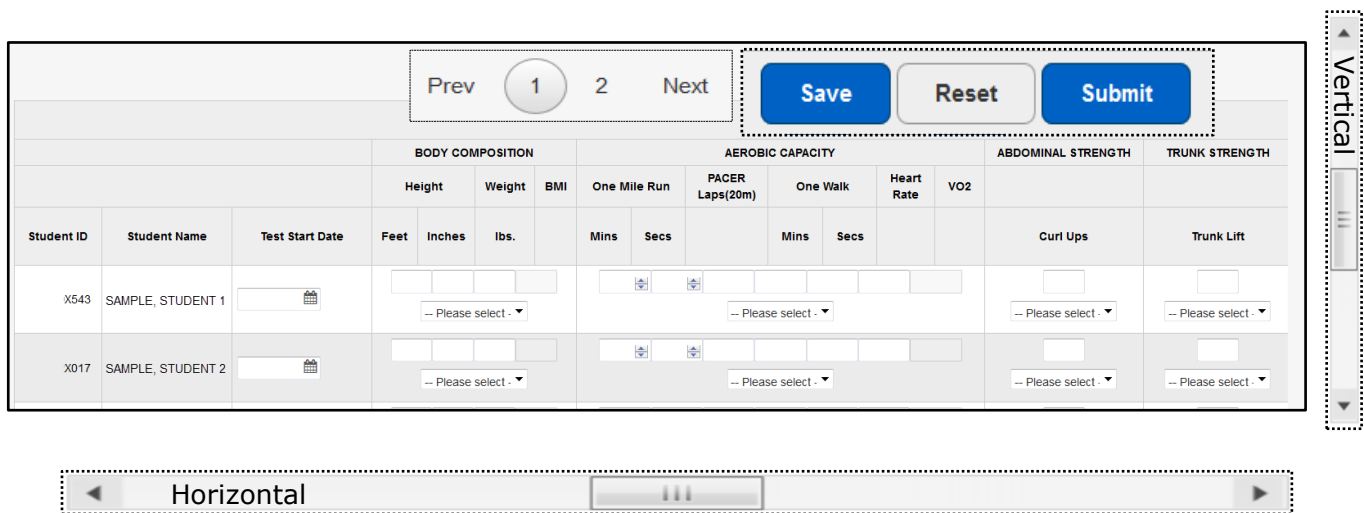 Prev 1 2 Next Save Reset Submit
Vertical
BODY COMPOSITION AEROBIC CAPACITY ABDOMINAL STRENGTH TRUNK STRENGTH
Height Weight BMI One Mile Run PACER Laps(20m) One Walk Heart Rate VO2
Student ID Student Name Test Start Date Feet Inches lbs. Mins Secs Mins Secs Curl Ups Trunk Lift
X543 SAMPLE, STUDENT 1
-- Please select - -- Please select - -- Please select - -- Please select -
X017 SAMPLE, STUDENT 2
-- Please select - -- Please select - -- Please select - -- Please select -
Horizontal